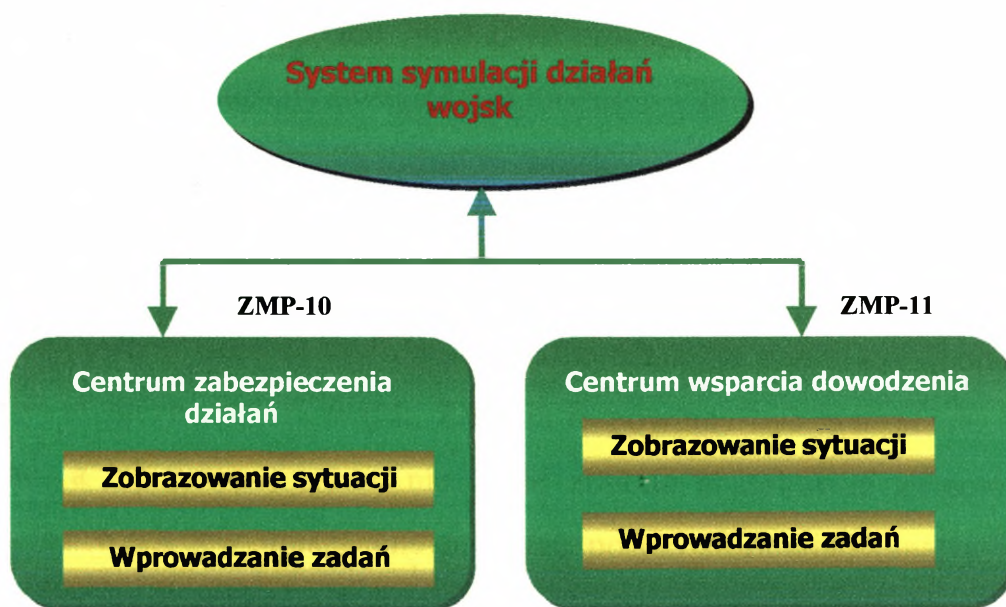 System symulacji działań
wojsk
ZMP-10
ZMP-11
Centrum zabezpieczenia
działań
Zobrazowanie sytuacji
Wprowadzanie zadań
Centrum wsparcia dowodzenia
Zobrazowanie sytuacji
Wprowadzanie zadań